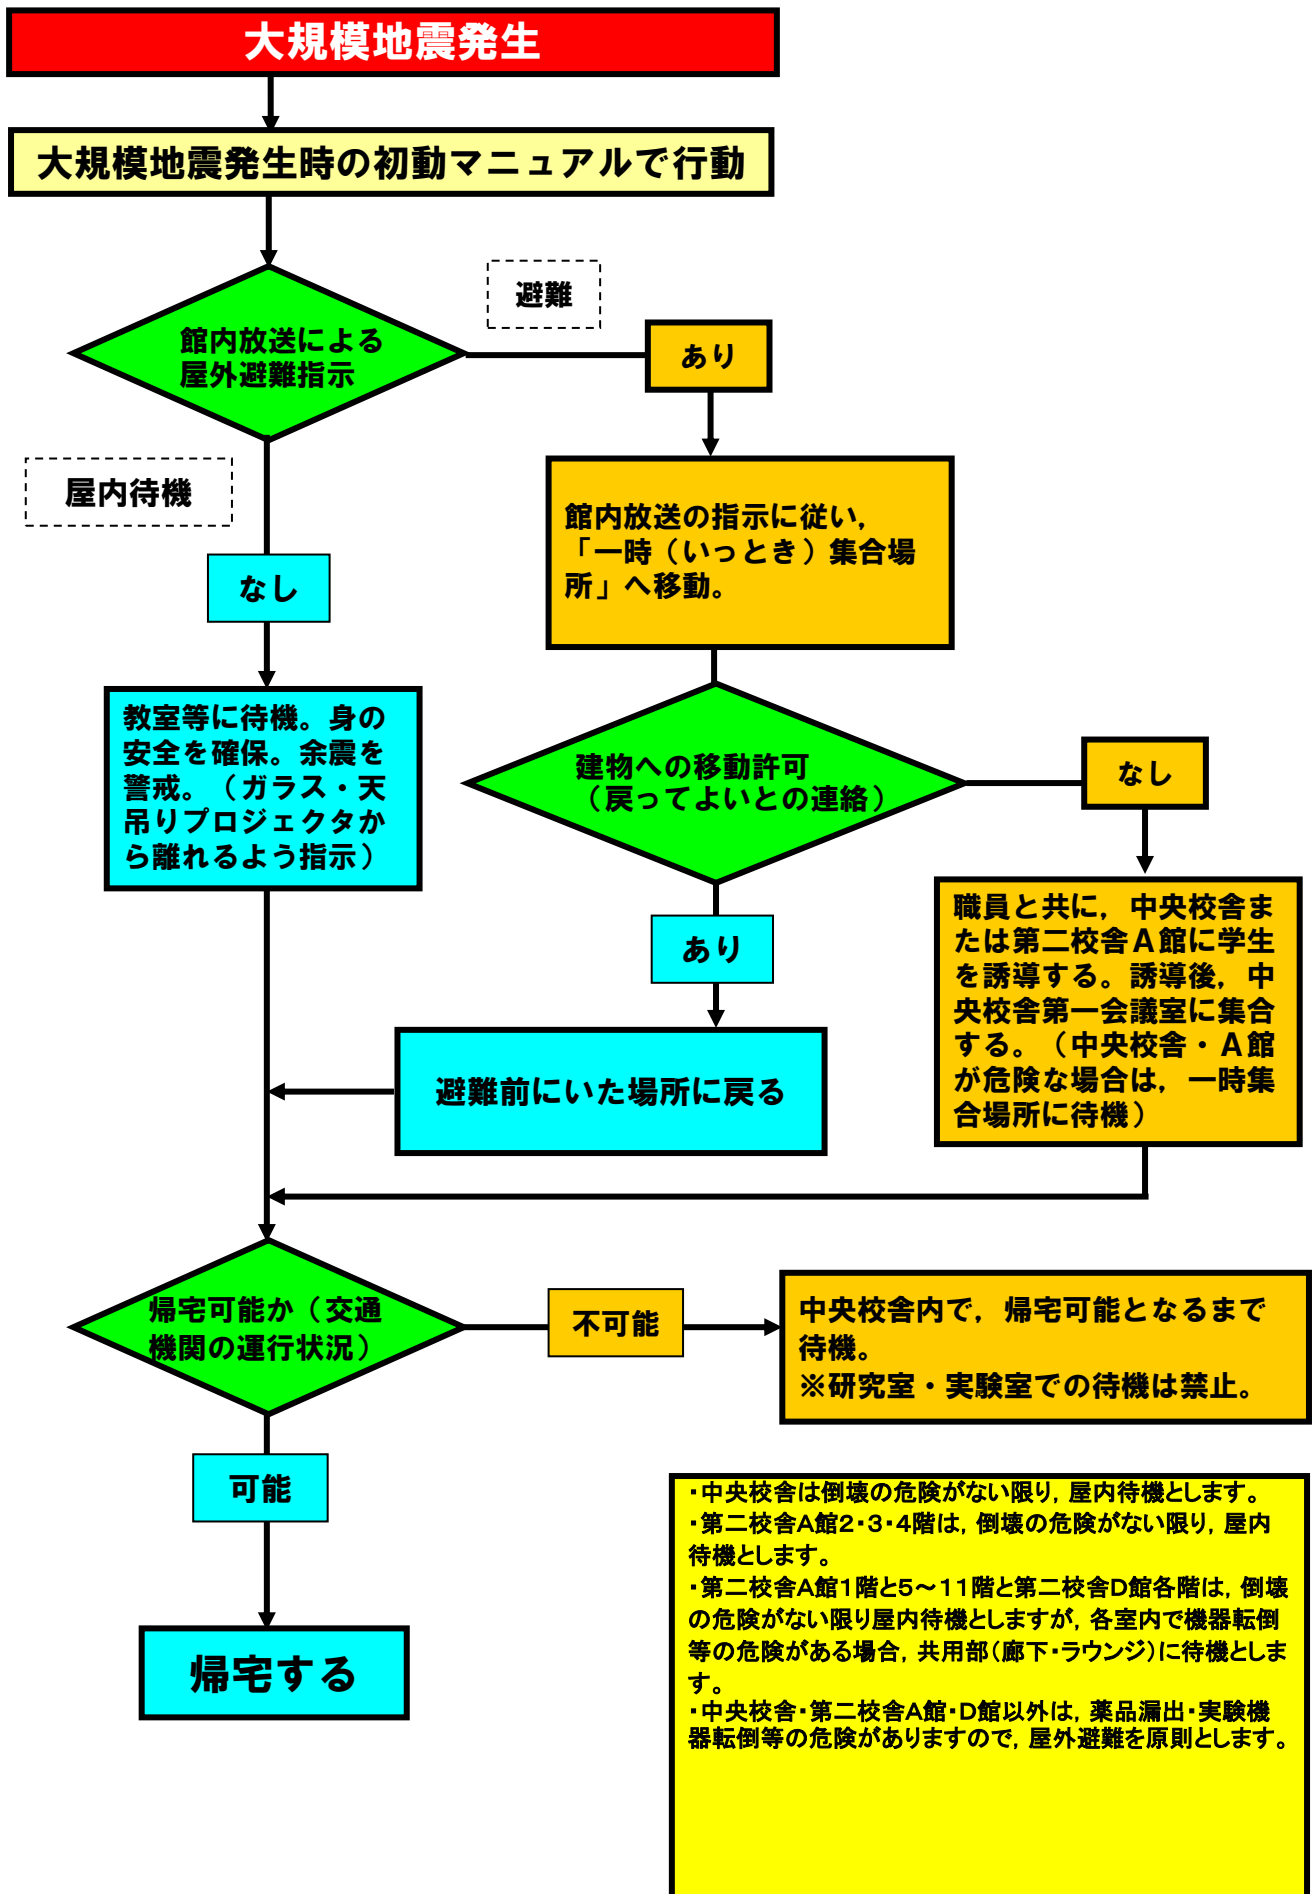 大規模地震発生
大規模地震発生時の初動マニュアルで行動
避難
館内放送による
屋外避難指示
あり
屋内待機
なし
館内放送の指示に従い,
「一時（いっとき）集合場
所」へ移動。
教室等に待機。身の
安全を確保。余震を
警戒。（ガラス・天
吊りプロジェクタか
ら離れるよう指示）
建物への移動許可
（戻ってよいとの連絡）
なし
あり
職員と共に, 中央校舎ま
たは第二校舎Ａ館に学生
を誘導する。誘導後, 中
央校舎第一会議室に集合
する。（中央校舎・Ａ館
が危険な場合は, 一時集
合場所に待機）
避難前にいた場所に戻る
帰宅可能か（交通
機関の運行状況）
不可能
中央校舎内で, 帰宅可能となるまで
待機。
※研究室・実験室での待機は禁止。
可能
帰宅する
・中央校舎は倒壊の危険がない限り, 屋内待機とします。
・第二校舎A館2・3・4階は, 倒壊の危険がない限り, 屋内
待機とします。
・第二校舎A館1階と5～11階と第二校舎D館各階は, 倒壊
の危険がない限り屋内待機としますが, 各室内で機器転倒
等の危険がある場合, 共用部（廊下・ラウンジ）に待機としま
す。
・中央校舎・第二校舎A館・D館以外は, 薬品漏出・実験機
器転倒等の危険がありますので, 屋外避難を原則とします。